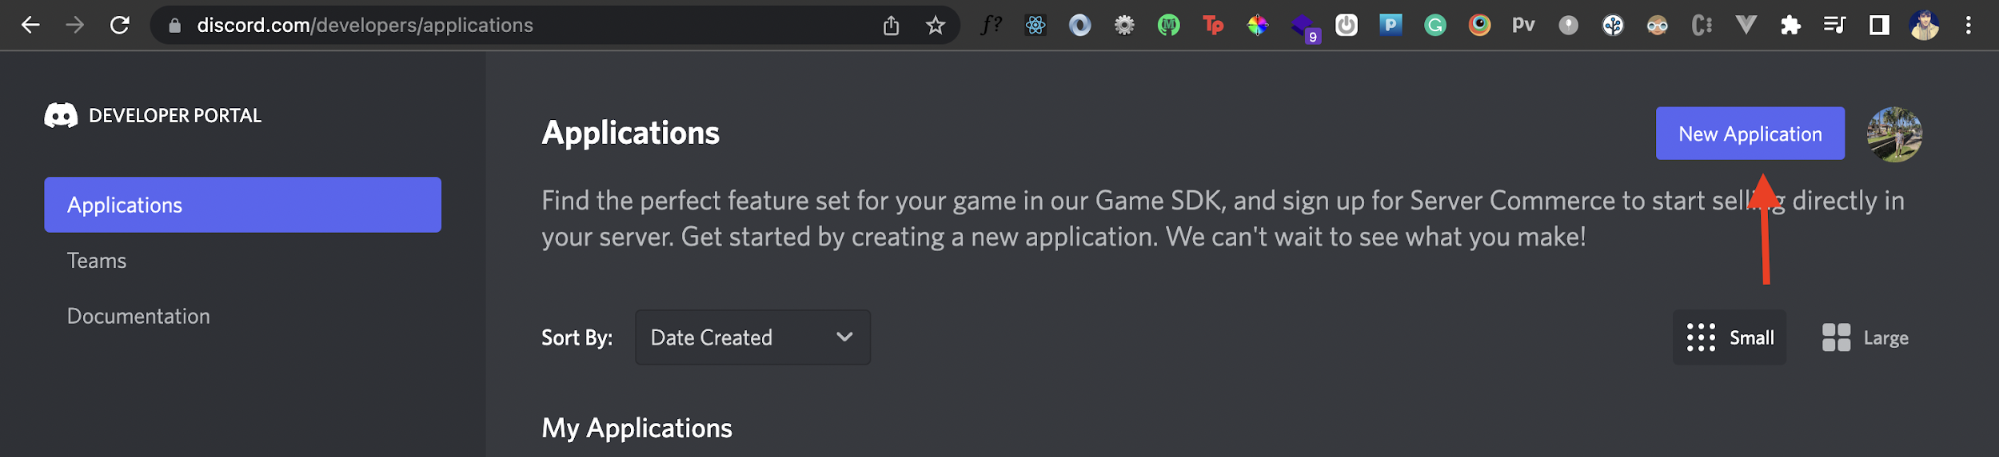 discord.com/developers/applications
f?
Tp
9
P
G
Pv
C
DEVELOPER PORTAL
Applications
Teams
Documentation
Applications
New Application
Find the perfect feature set for your game in our Game SDK, and sign up for Server Commerce to start selling directly in
your server. Get started by creating a new application. We can't wait to see what you make!
Sort By:
Date Created
Small
Large
My Applications